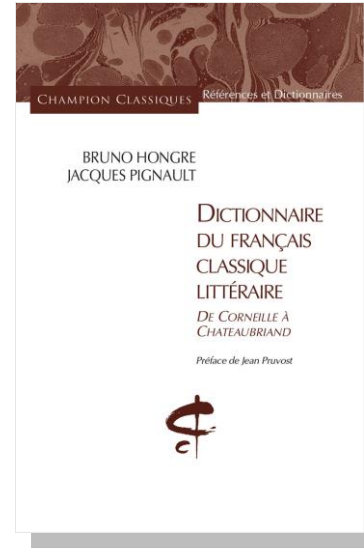 CHAMPION CLASSIQUES Références et Dictionnaires
BRUNO HONGRE
JACQUES PIGNAULT
DICTIONNAIRE
DU FRANÇAIS
CLASSIQUE
LITTÉRAIRE
DE CORNEILLE À
CHATEAUBRIAND
Préface de Jean Pruvost